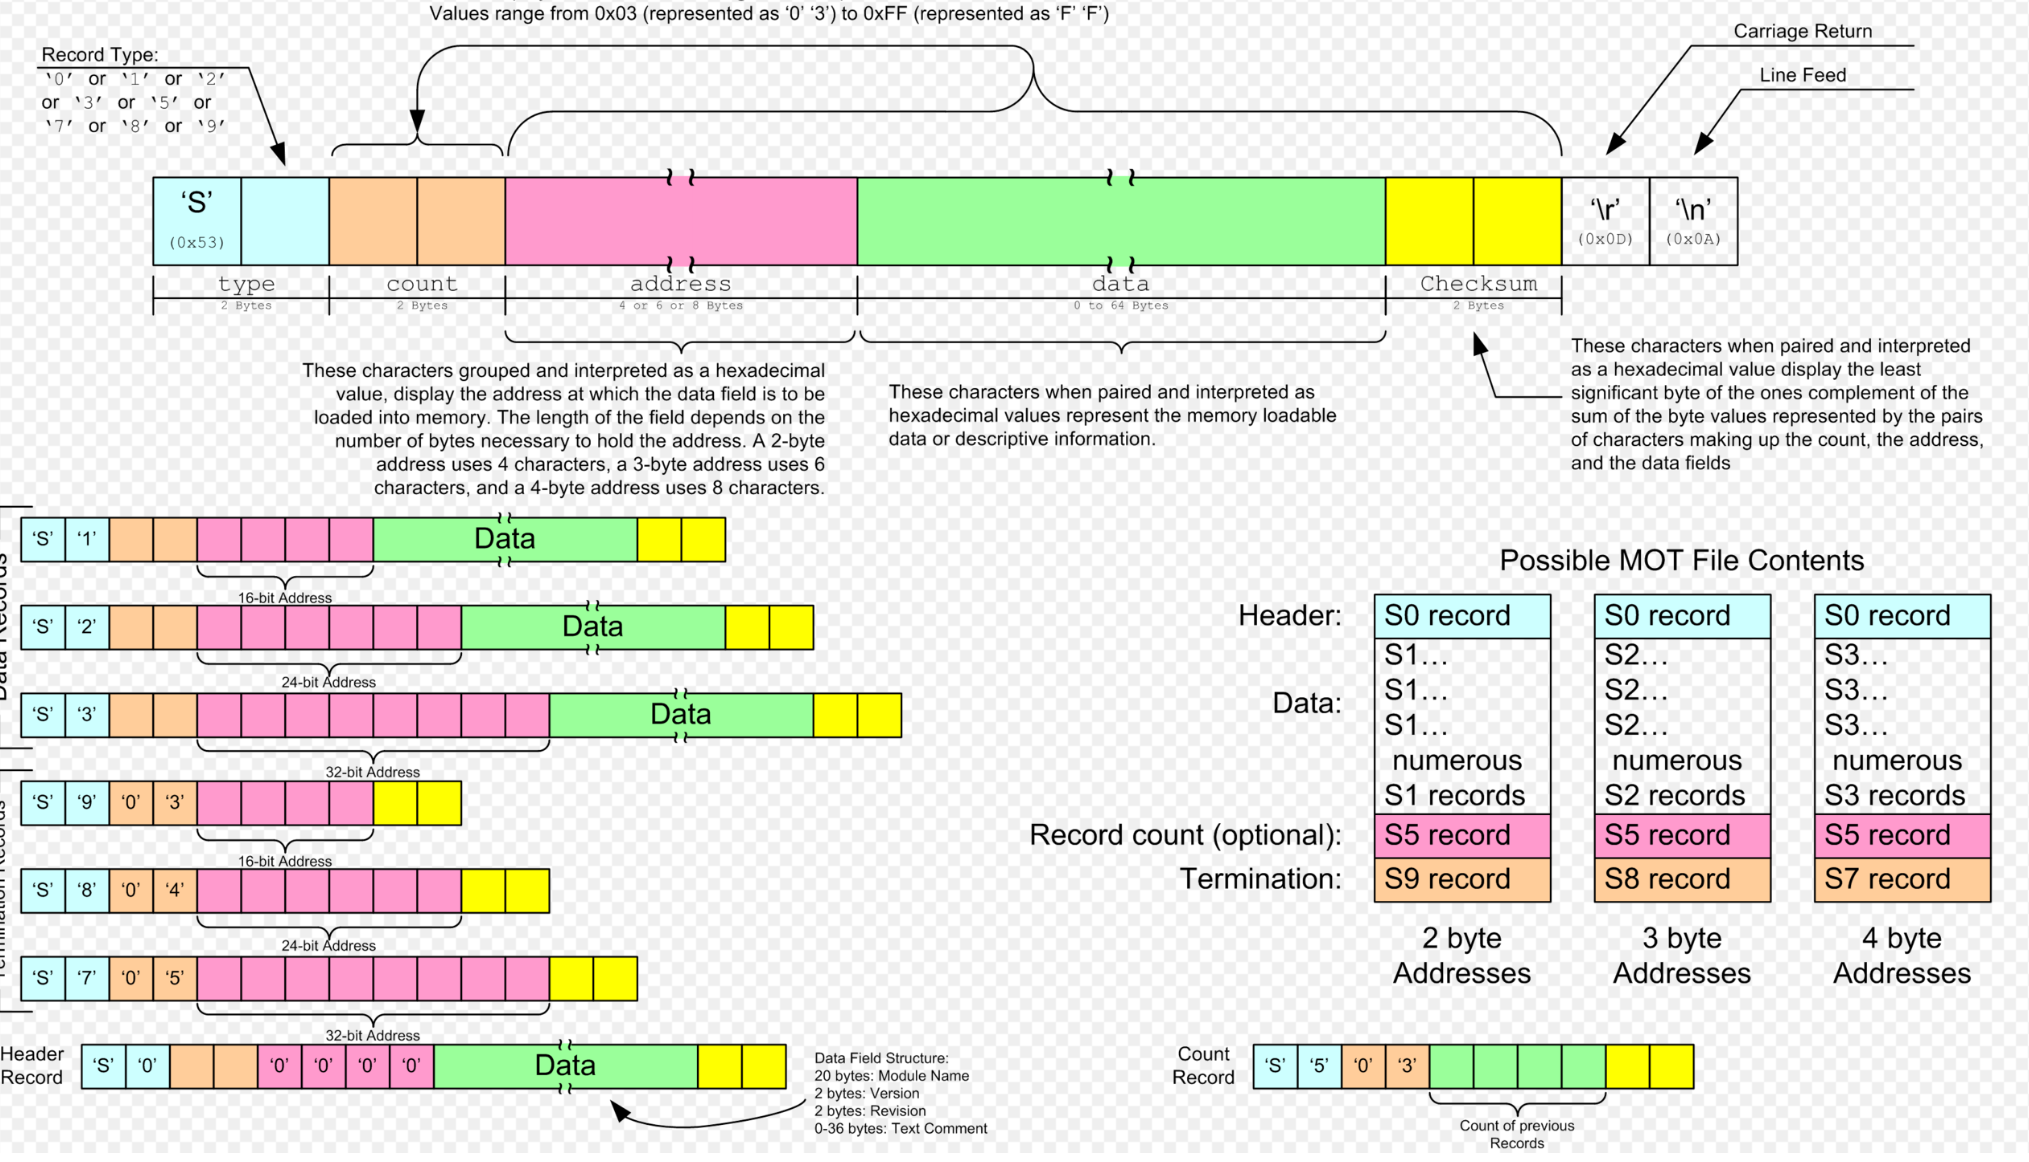 Values range from 0x03 (represented as ‘0’ ‘3’) to 0xFF (represented as ‘F’ ‘F’)
Record Type:
‘0’ or ‘1’ or ‘2’
or ‘3’ or ‘5’ or
‘7’ or ‘8’ or ‘9’
Carriage Return
Line Feed
‘S’
(0x53)
‘\r’
(0x0D)
‘\n’
(0x0A)
type
2 Bytes
count
2 Bytes
address
4 or 6 or 8 Bytes
data
0 to 64 Bytes
Checksum
2 Bytes
These characters grouped and interpreted as a hexadecimal
value, display the address at which the data field is to be
loaded into memory. The length of the field depends on the
number of bytes necessary to hold the address. A 2-byte
address uses 4 characters, a 3-byte address uses 6
characters, and a 4-byte address uses 8 characters.
These characters when paired and interpreted as
hexadecimal values represent the memory loadable
data or descriptive information.
These characters when paired and interpreted
as a hexadecimal value display the least
significant byte of the ones complement of the
sum of the byte values represented by the pairs
of characters making up the count, the address,
and the data fields
Data Records
‘S’ ‘1’ Data
16-bit Address
‘S’ ‘2’ Data
24-bit Address
‘S’ ‘3’ Data
32-bit Address
Termination Records
‘S’ ‘9’ ‘0’ ‘3’
16-bit Address
‘S’ ‘8’ ‘0’ ‘4’
24-bit Address
‘S’ ‘7’ ‘0’ ‘5’
32-bit Address
Header
Record
‘S’ ‘0’ ‘0’ ‘0’ ‘0’ ‘0’ Data
Data Field Structure:
20 bytes: Module Name
2 bytes: Version
2 bytes: Revision
0-36 bytes: Text Comment
Possible MOT File Contents
Header: S0 record S0 record S0 record
S1... S2... S3...
S1... S2... S3...
Data:
S1... S2... S3...
numerous numerous numerous
S1 records S2 records S3 records
Record count (optional): S5 record S5 record S5 record
Termination: S9 record S8 record S7 record
2 byte 3 byte 4 byte
Addresses Addresses Addresses
Count
Record
‘S’ ‘5’ ‘0’ ‘3’
Count of previous
Records